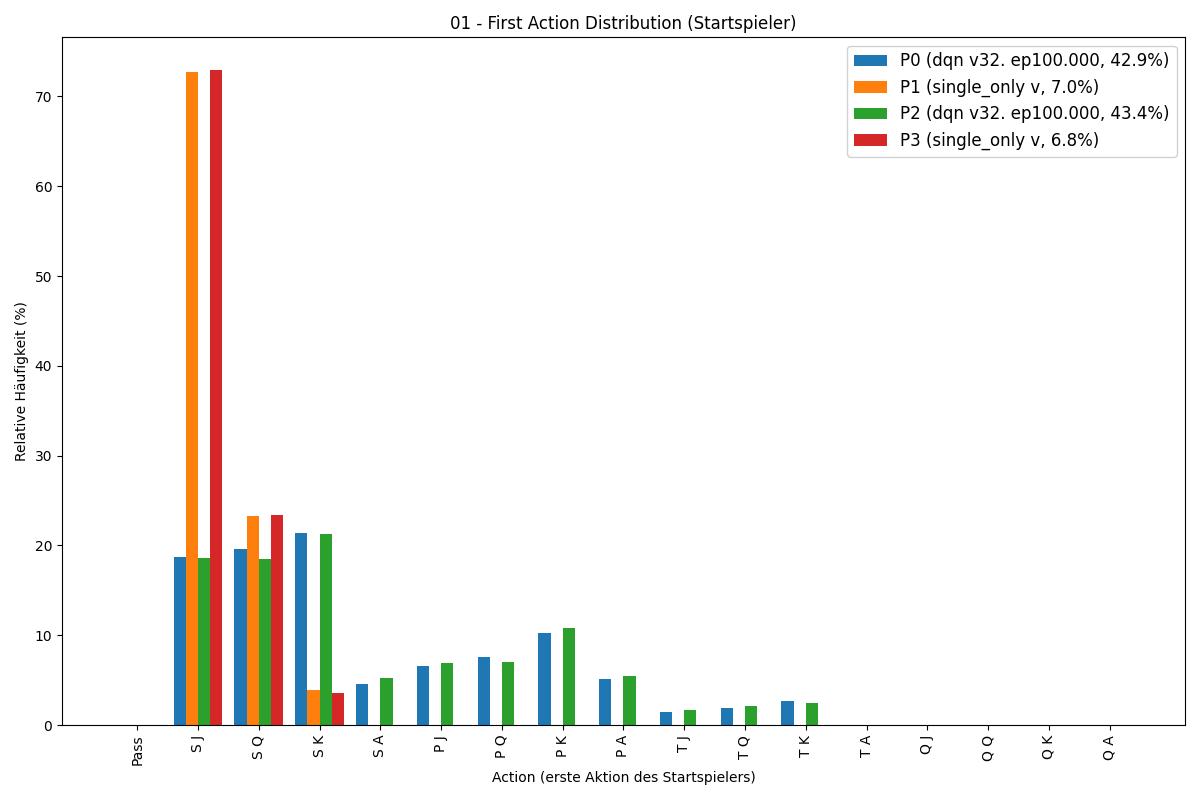 01 - First Action Distribution (Startspieler)
P0 (dqn v32. ep100.000, 42.9%)
P1 (single_only v, 7.0%)
P2 (dqn v32. ep100.000, 43.4%)
P3 (single_only v, 6.8%)
Relative Häufigkeit (%)
70
60
50
40
30
20
10
0
Pass
S J
S Q
S K
S A
P J
P Q
P K
P A
T J
T Q
T K
T A
Q J
Q Q
Q K
Q A
Action (erste Aktion des Startspielers)